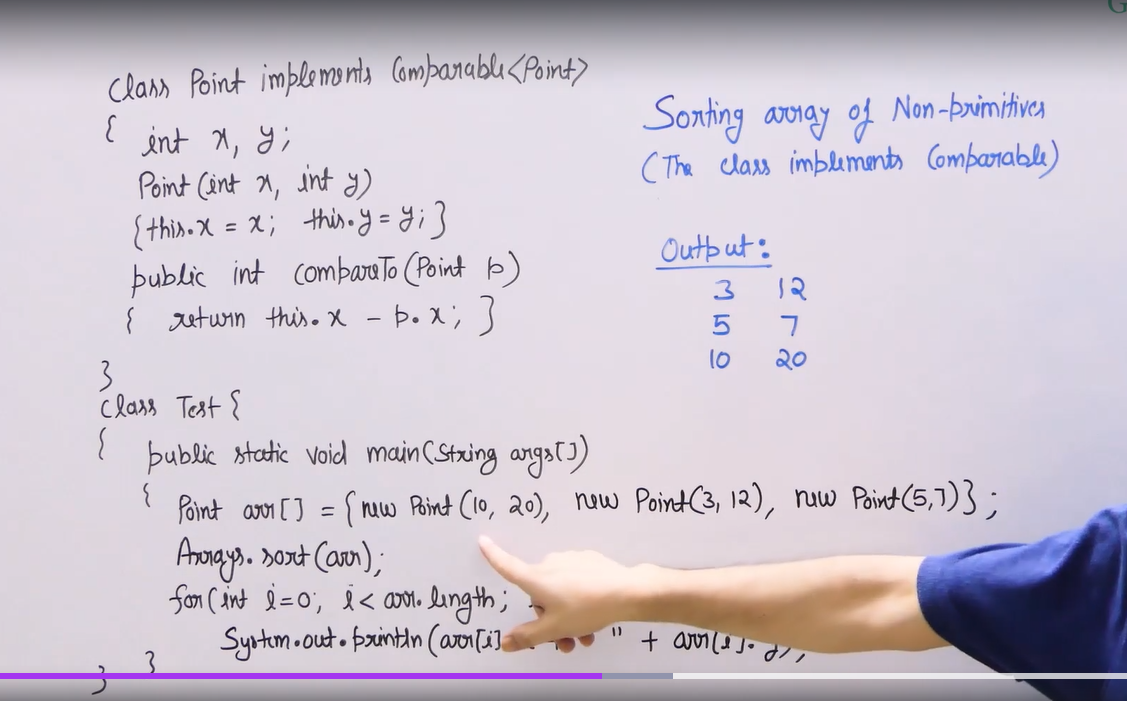 class Point implements Comparable<Point>
{ int x, y;
Point(int x, int y)
{this.x = x; this.y = y;}
public int compareTo(Point p)
{ return this.x - p.x; }
}
class Test{
{ public static void main(String args[])
{ Point arr[] = {new Point(10, 20), new Point(3, 12), new Point(5,7)};
Arrays.sort(arr);
for(int i=0; i< arr.length;
System.out.println(arr[i] " + arr[i].y);
}
}
Sorting array of Non-primitives
(The class implements Comparable)
Output:
3 12
5 7
10 20
G